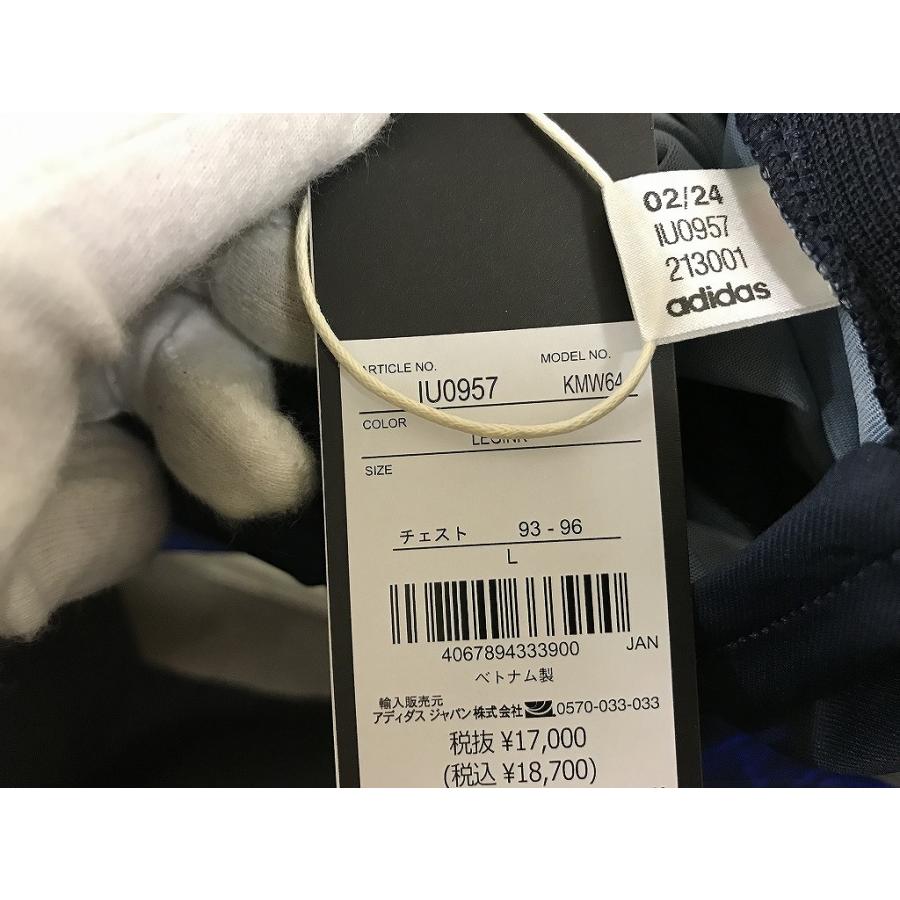 02/24
IU0957
213001
adidas
ARTICLE NO.
MODEL NO.
IU0957
KMW64
COLOR
SIZE
チェスト 93 - 96
L
4067894333900
JAN
ベトナム製
輸入販売元
アディダス ジャパン株式会社 0570-033-033
税抜 ¥17,000
(税込 ¥18,700)